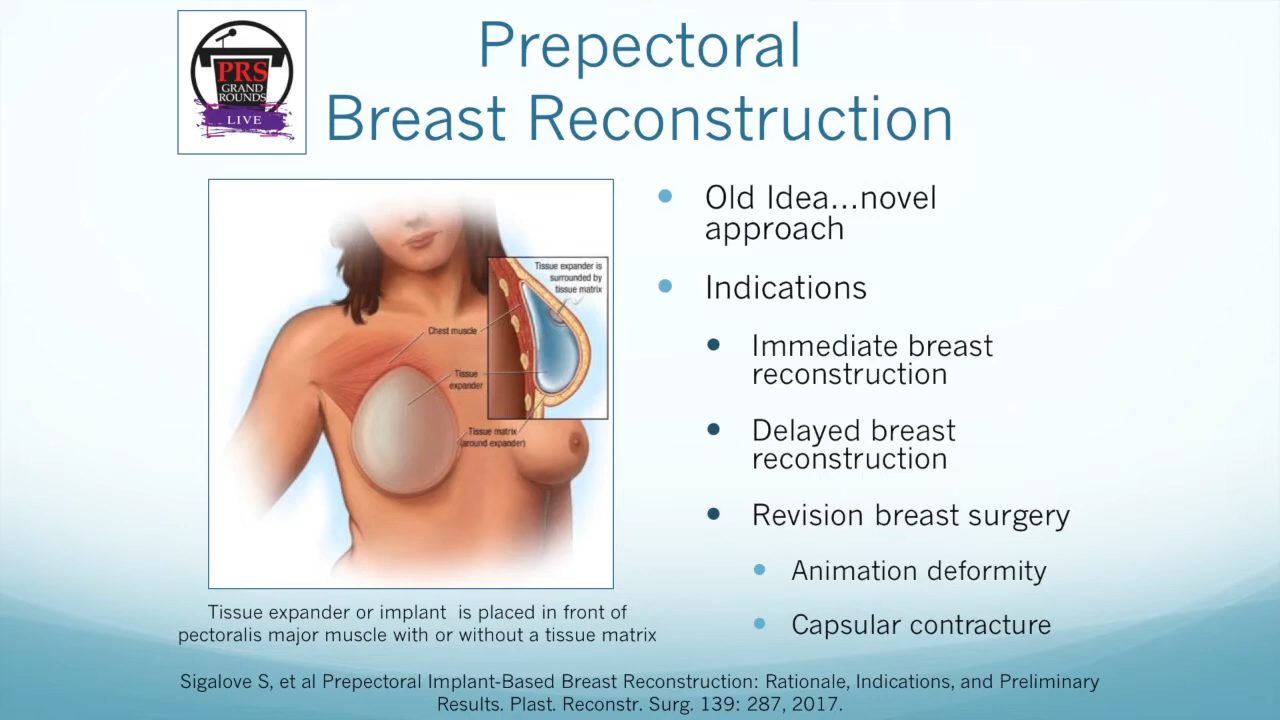 PRS
GRAND
ROUNDS
LIVE
Prepectoral
Breast Reconstruction
Tissue expander is
surrounded by
tissue matrix
Chest muscle
Tissue
expander
Tissue matrix
(around expander)
Tissue expander or implant is placed in front of
pectoralis major muscle with or without a tissue matrix
• Old Idea...novel
approach
• Indications
• Immediate breast
reconstruction
• Delayed breast
reconstruction
• Revision breast surgery
• Animation deformity
• Capsular contracture
Sigalove S, et al Prepectoral Implant-Based Breast Reconstruction: Rationale, Indications, and Preliminary
Results. Plast. Reconstr. Surg. 139: 287, 2017.